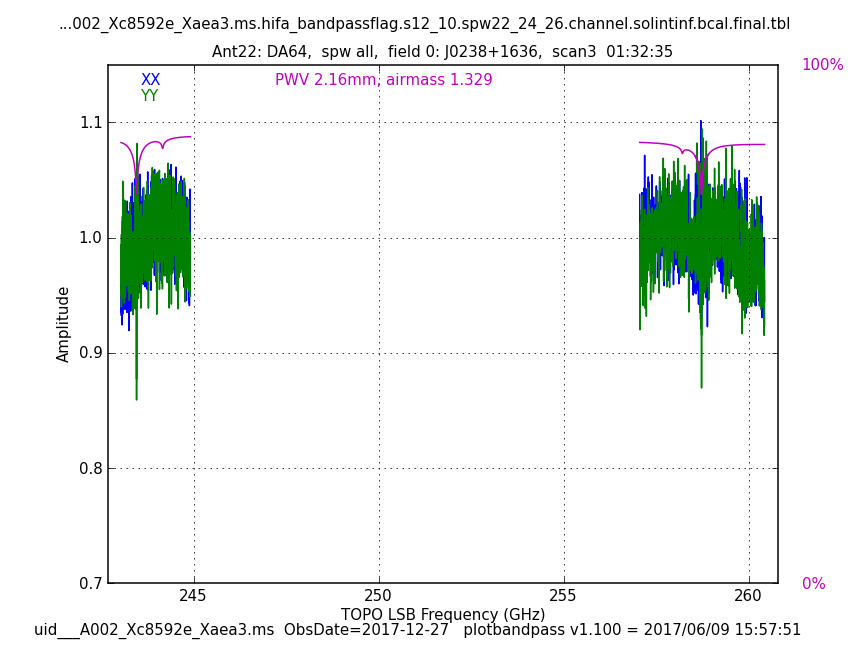 ...002_Xc8592e_Xaea3.ms.hifa_bandpassflag.s12_10.spw22_24_26.channel.solintinf.bcal.final.tbl
Ant22: DA64,  spw all,  field 0: J0238+1636,  scan3  01:32:35
XX
YY
PWV 2.16mm, airmass 1.329
100%
0%
1.1
1.0
0.9
0.8
0.7
Amplitude
245
250
255
260
TOPO LSB Frequency (GHz)
uid___A002_Xc8592e_Xaea3.ms  ObsDate=2017-12-27   plotbandpass v1.100 = 2017/06/09 15:57:51